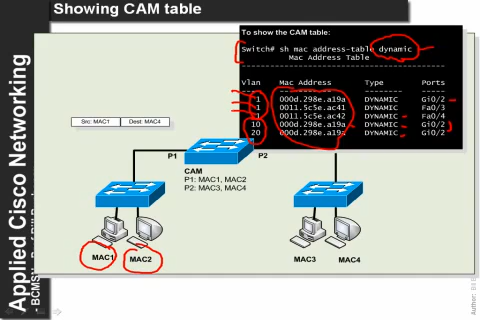 Showing CAM table
To show the CAM table:
Switch# sh mac address-table dynamic
Mac Address Table
Vlan Mac Address Type Ports
1 000d.298e.a19a DYNAMIC Gi0/2
1 0011.5c5e.ac41 DYNAMIC Fa0/3
1 0011.5c5e.ac42 DYNAMIC Fa0/4
10 000d.298e.a19a DYNAMIC Gi0/2
20 000d.298e.a19a DYNAMIC Gi0/2
Src: MAC1 Dest: MAC4
P1 P2
CAM
P1: MAC1, MAC2
P2: MAC3, MAC4
MAC1 MAC2 MAC3 MAC4
Applied Cisco Networking
Author: Bill